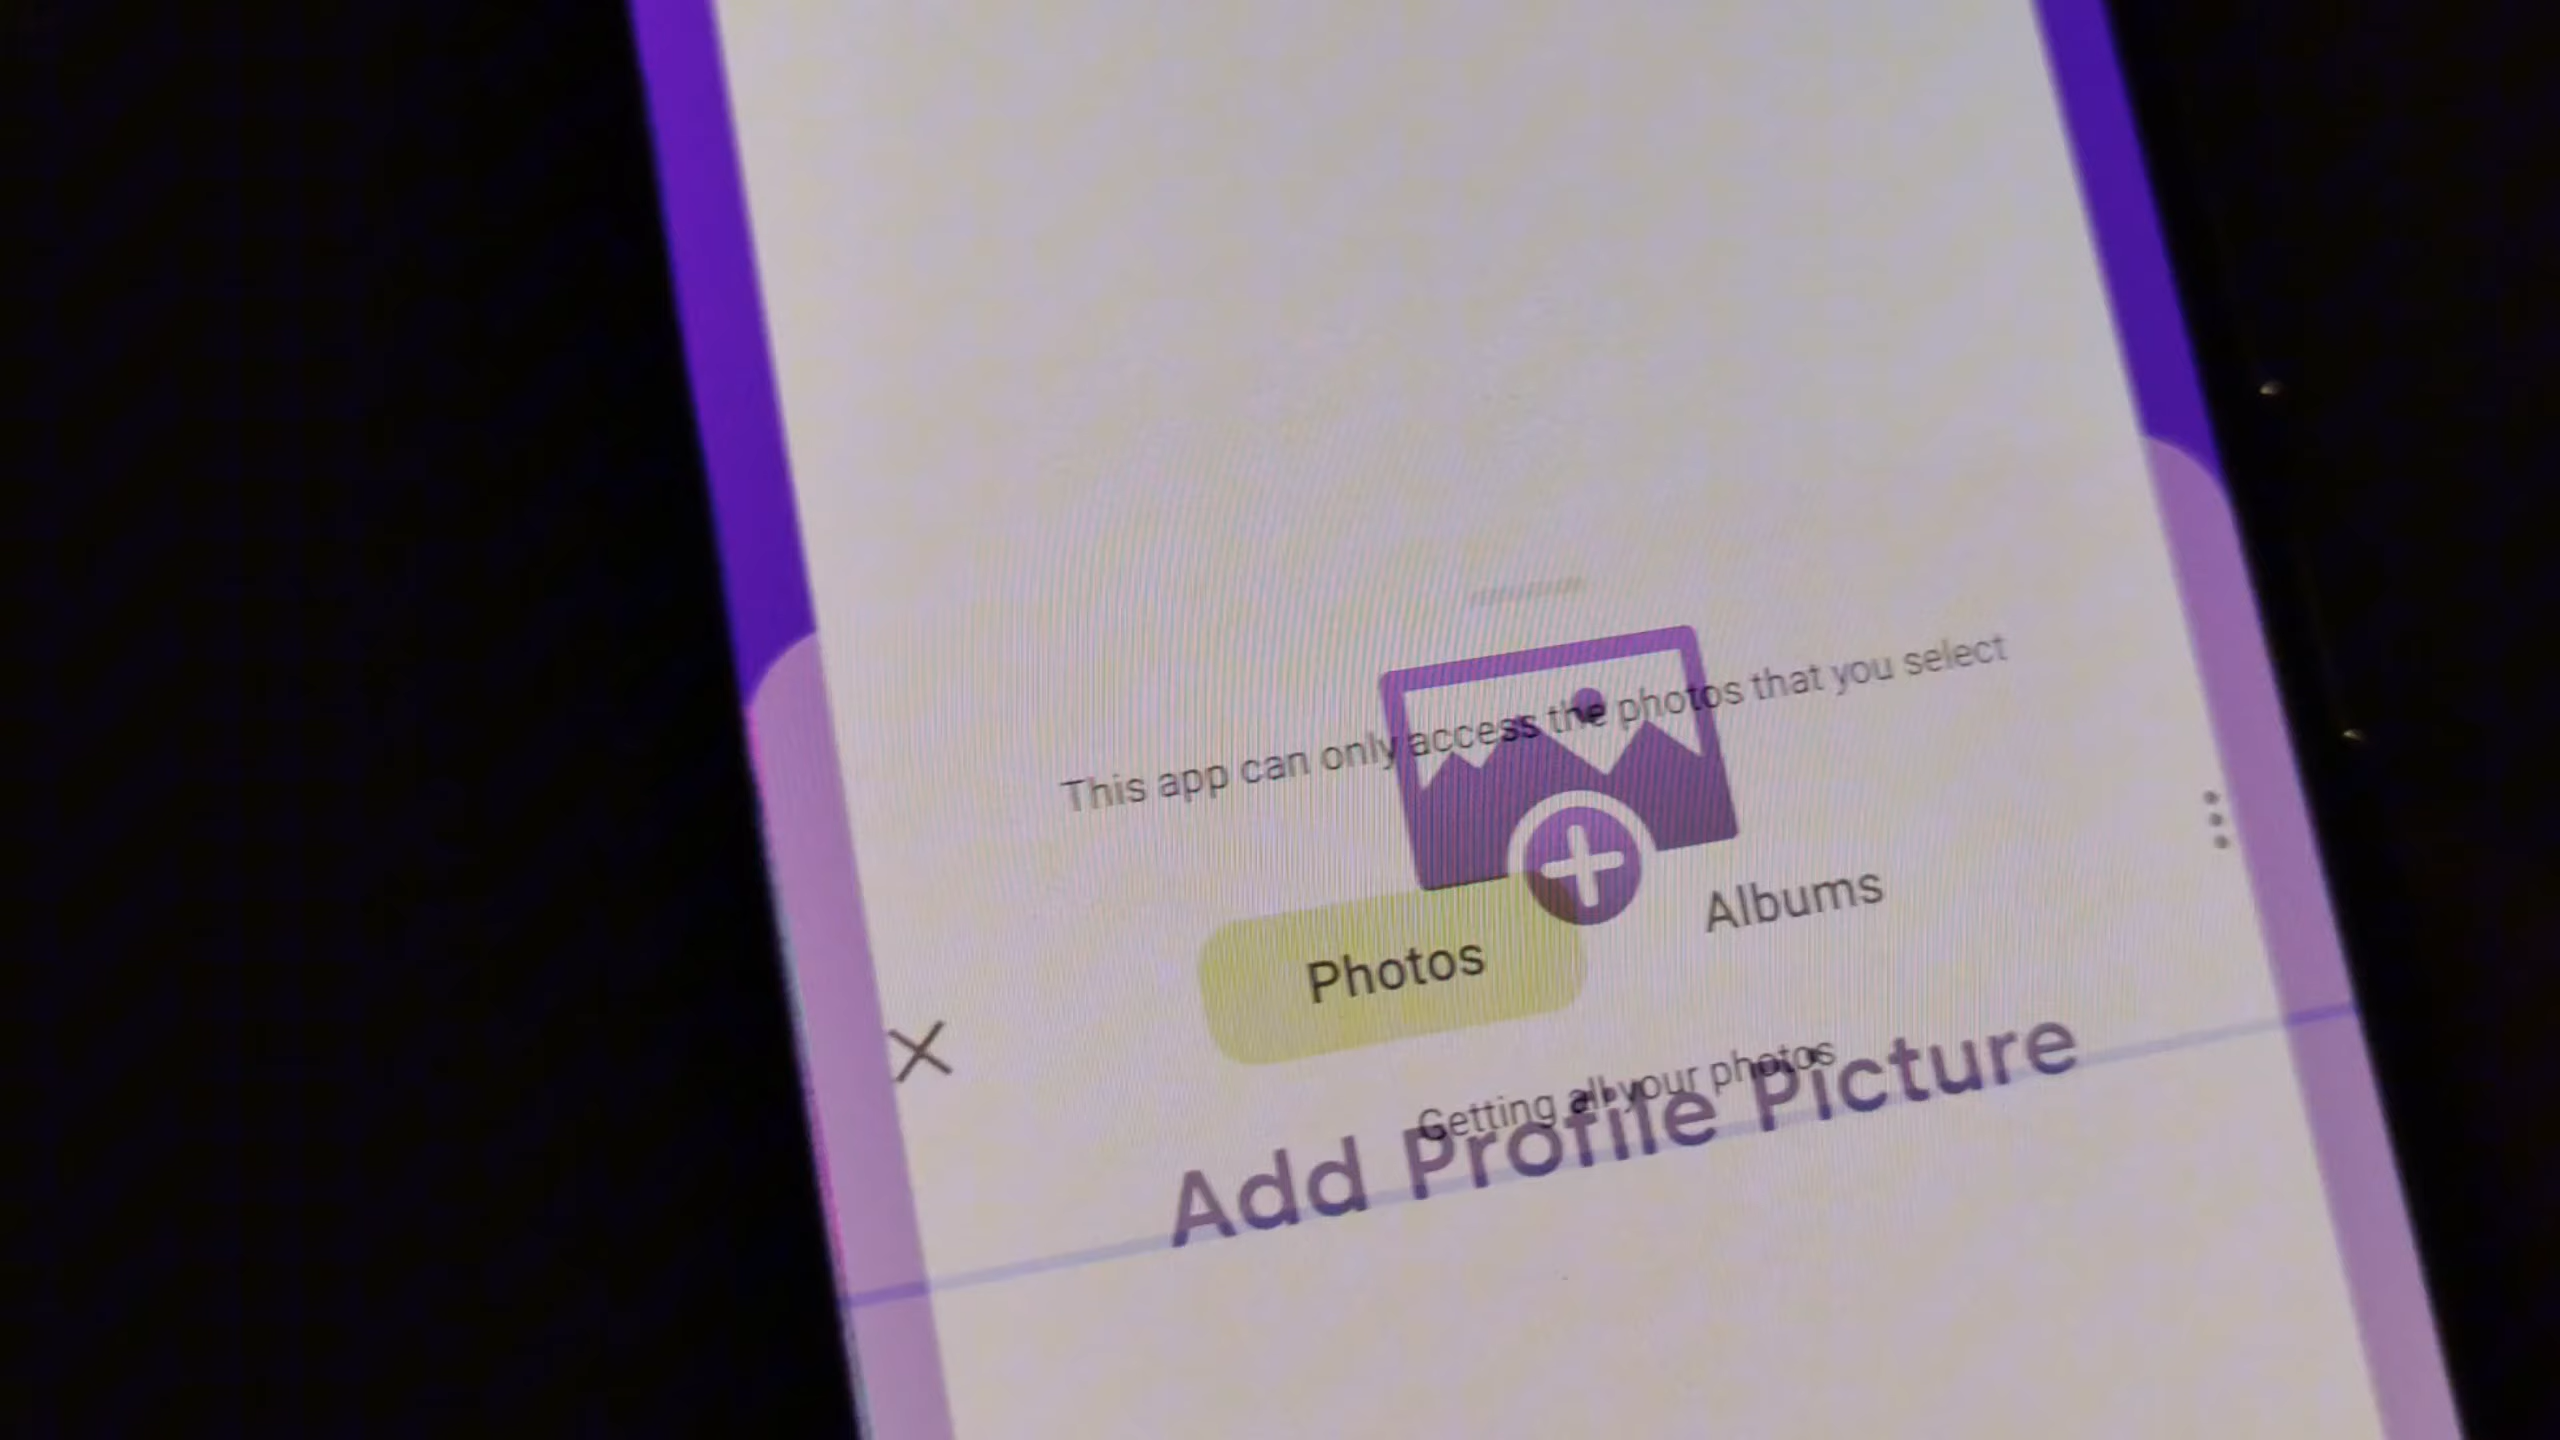 This app can only access the photos that you select
Photos
Albums
Getting all your photos
Add Profile Picture